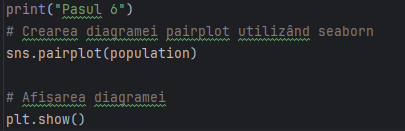 print("Pasul 6")
# Crearea diagramei pairplot utilizând seaborn
sns.pairplot(population)
# Afisarea diagramei
plt.show()